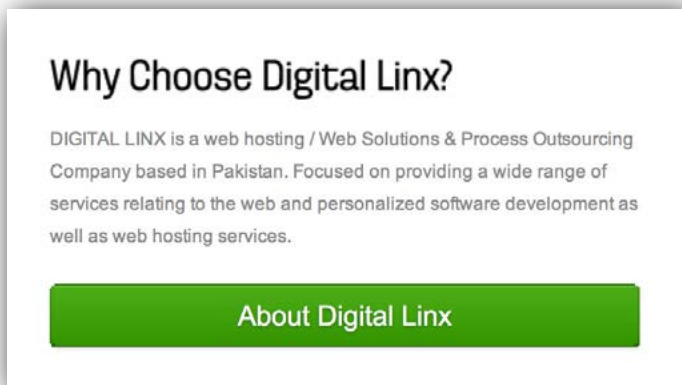 Why Choose Digital Linx?
DIGITAL LINX is a web hosting / Web Solutions & Process Outsourcing
Company based in Pakistan. Focused on providing a wide range of
services relating to the web and personalized software development as
well as web hosting services.
About Digital Linx